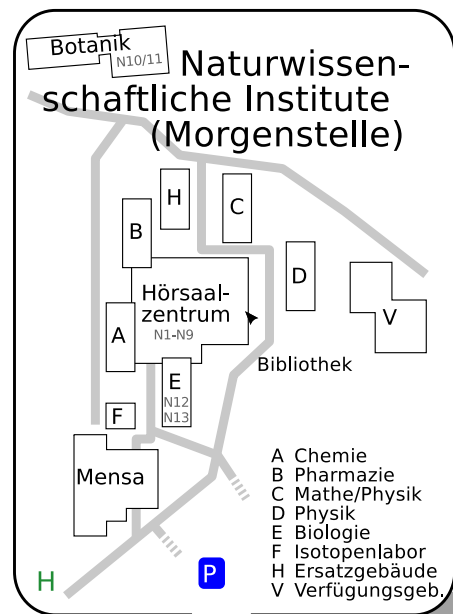 Botanik
N10/11
Naturwissen-
schaftliche Institute
(Morgenstelle)
H
C
B
D
Hörsaal-
zentrum
N1-N9
V
A
Bibliothek
E
N12
N13
F
Mensa
A Chemie
B Pharmazie
C Mathe/Physik
D Physik
E Biologie
F Isotopenlabor
H Ersatzgebäude
V Verfügungsgeb.
H
P